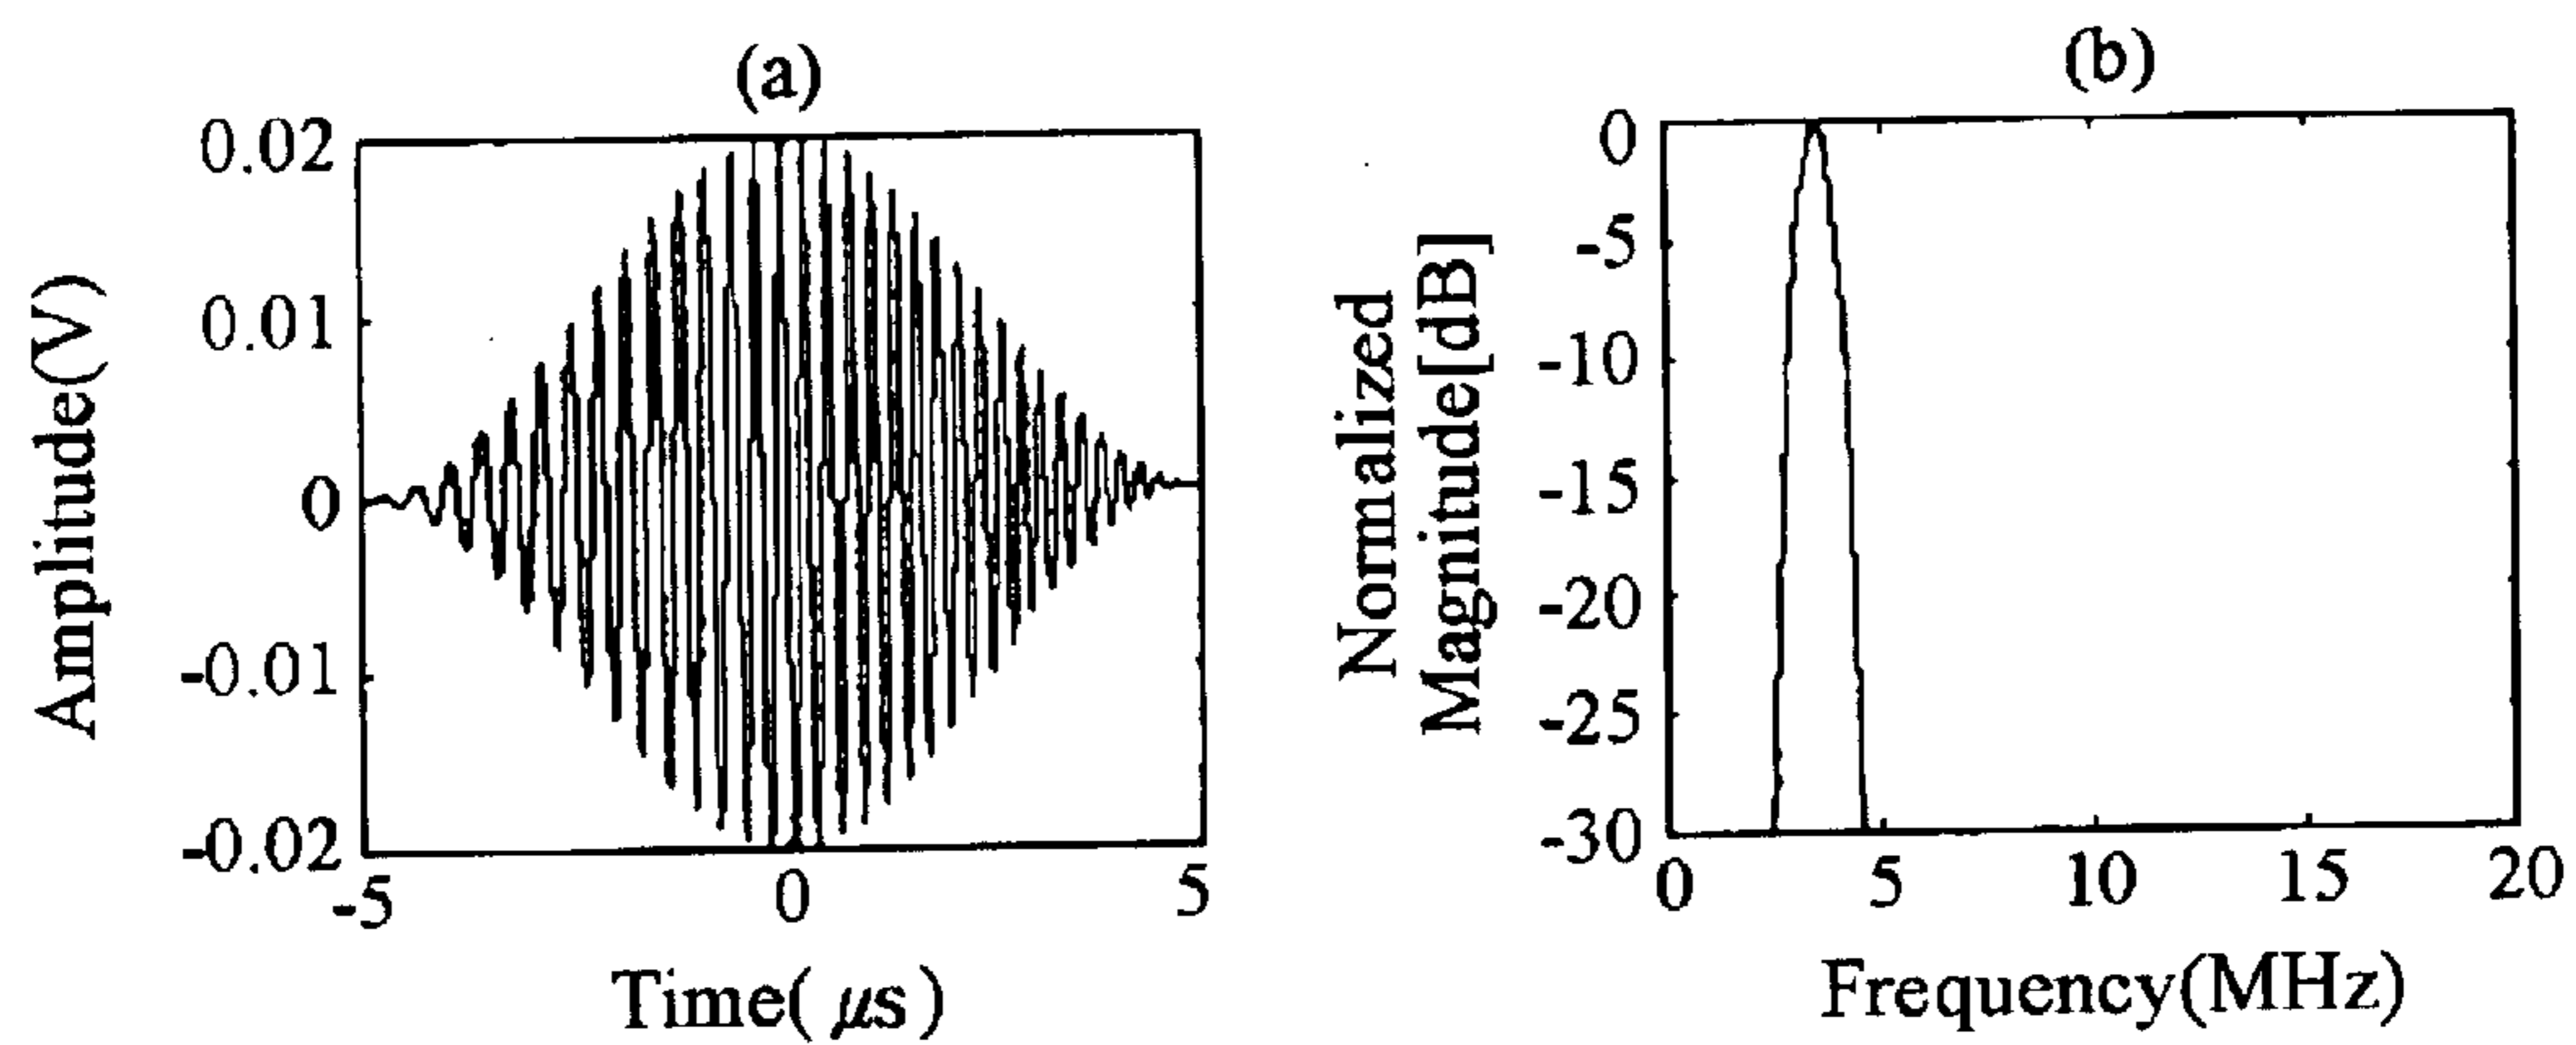 (a)
0.02
0.01
0
-0.01
-0.02
-5
0
5
Time(μs)
Amplitude(V)
(b)
0
-5
-10
-15
-20
-25
-30
0
5
10
15
20
Frequency(MHz)
Normalized
Magnitude[dB]